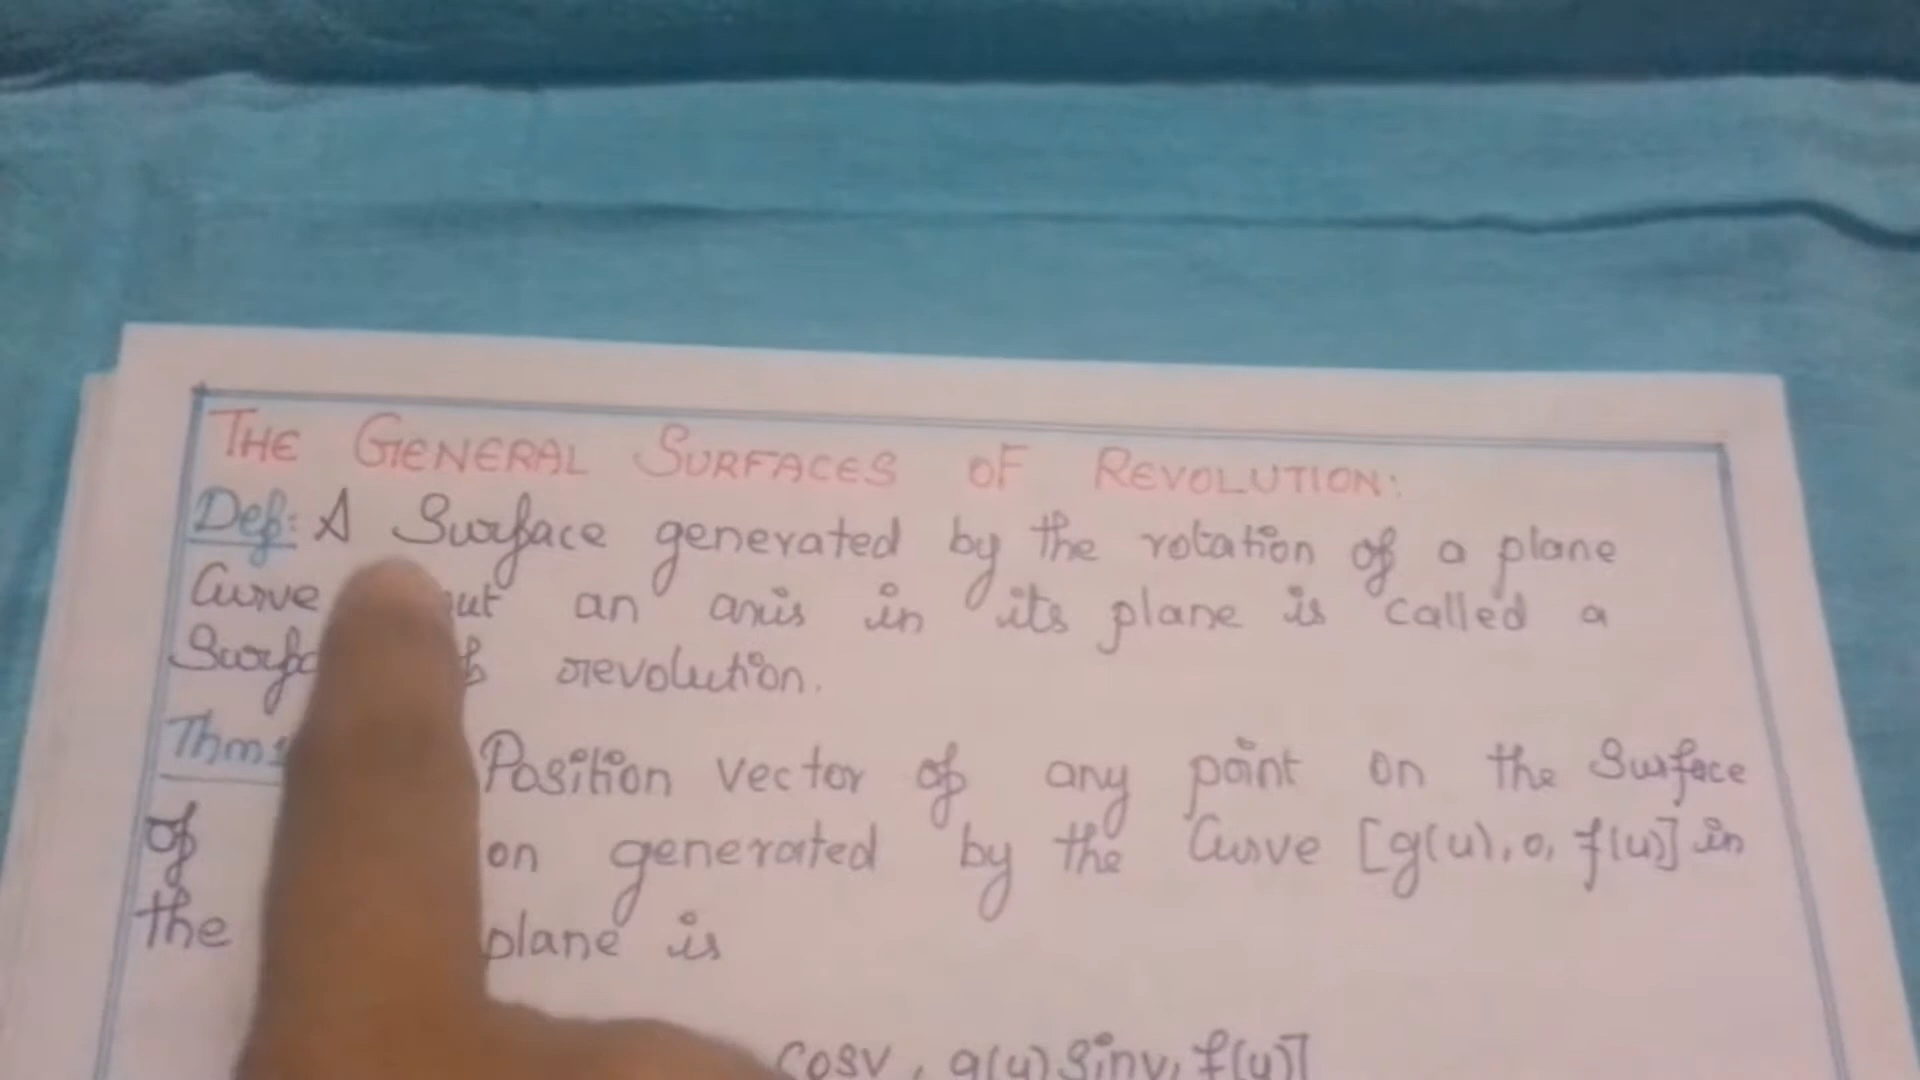 THE GENERAL SURFACES OF REVOLUTION:
Def: A Surface generated by the rotation of a plane
Curve an axis in its plane is called a
revolution.
Thm: Position vector of any point on the Surface
of generated by the Curve [g(u), 0, f(u)] in
the plane is
cosv, g(u) sinv, f(u)]